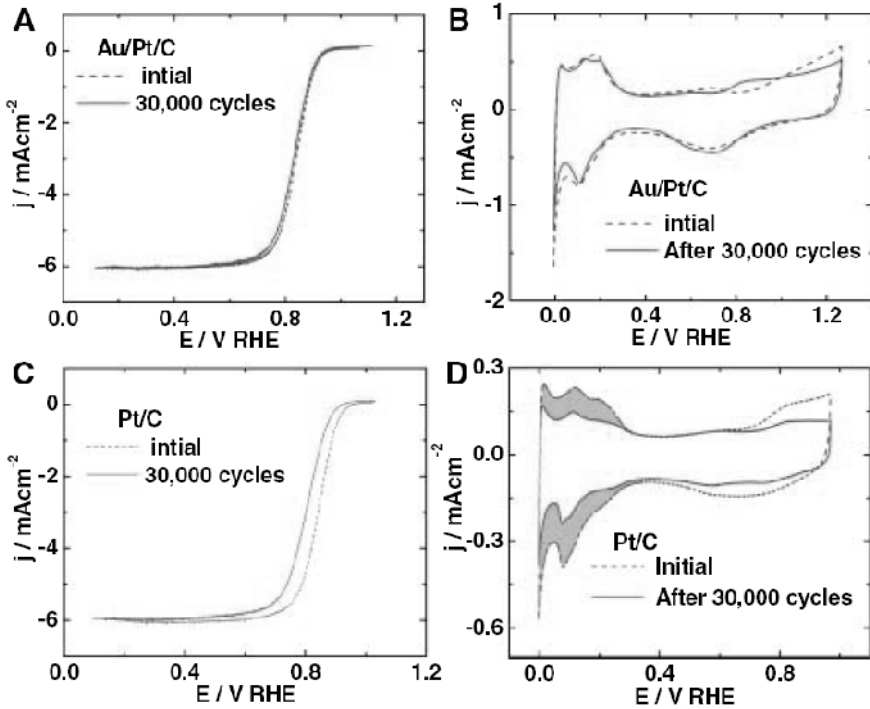 A
Au/Pt/C
intial
30,000 cycles
j / mAcm-2
0
-2
-4
-6
0.0 0.4 0.8 1.2
E / V RHE
B
Au/Pt/C
intial
After 30,000 cycles
j / mAcm-2
1
0
-1
-2
0.0 0.4 0.8 1.2
E / V RHE
C
Pt/C
intial
30,000 cycles
j / mAcm-2
0
-2
-4
-6
0.0 0.4 0.8 1.2
E / V RHE
D
Pt/C
Initial
After 30,000 cycles
j / mAcm-2
0.3
0.0
-0.3
-0.6
0.0 0.4 0.8
E / V RHE